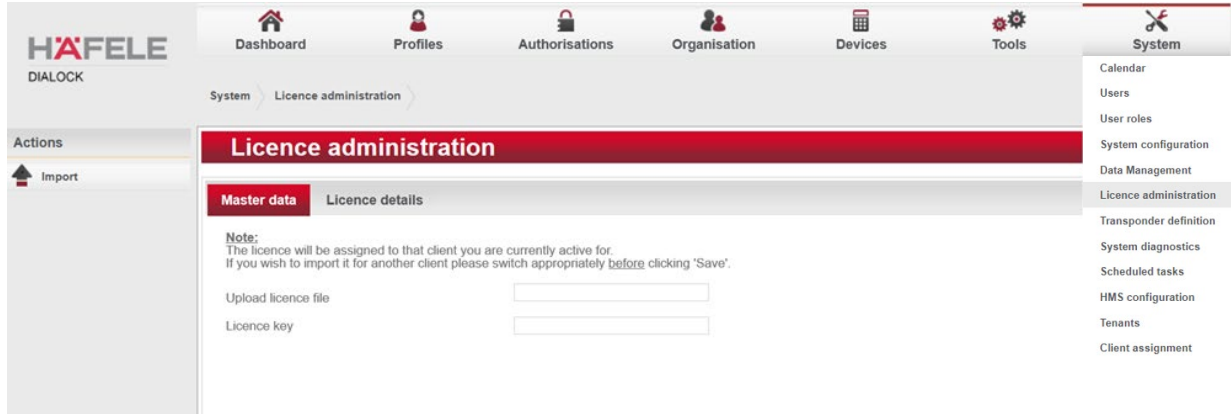 HÄFELE
DIALOCK
Dashboard
Profiles
Authorisations
Organisation
Devices
Tools
System
System
Licence administration
Actions
Import
Licence administration
Master data
Licence details
Note:
The licence will be assigned to that client you are currently active for.
If you wish to import it for another client please switch appropriately before clicking 'Save'.
Upload licence file
Licence key
Calendar
Users
User roles
System configuration
Data Management
Licence administration
Transponder definition
System diagnostics
Scheduled tasks
HMS configuration
Tenants
Client assignment